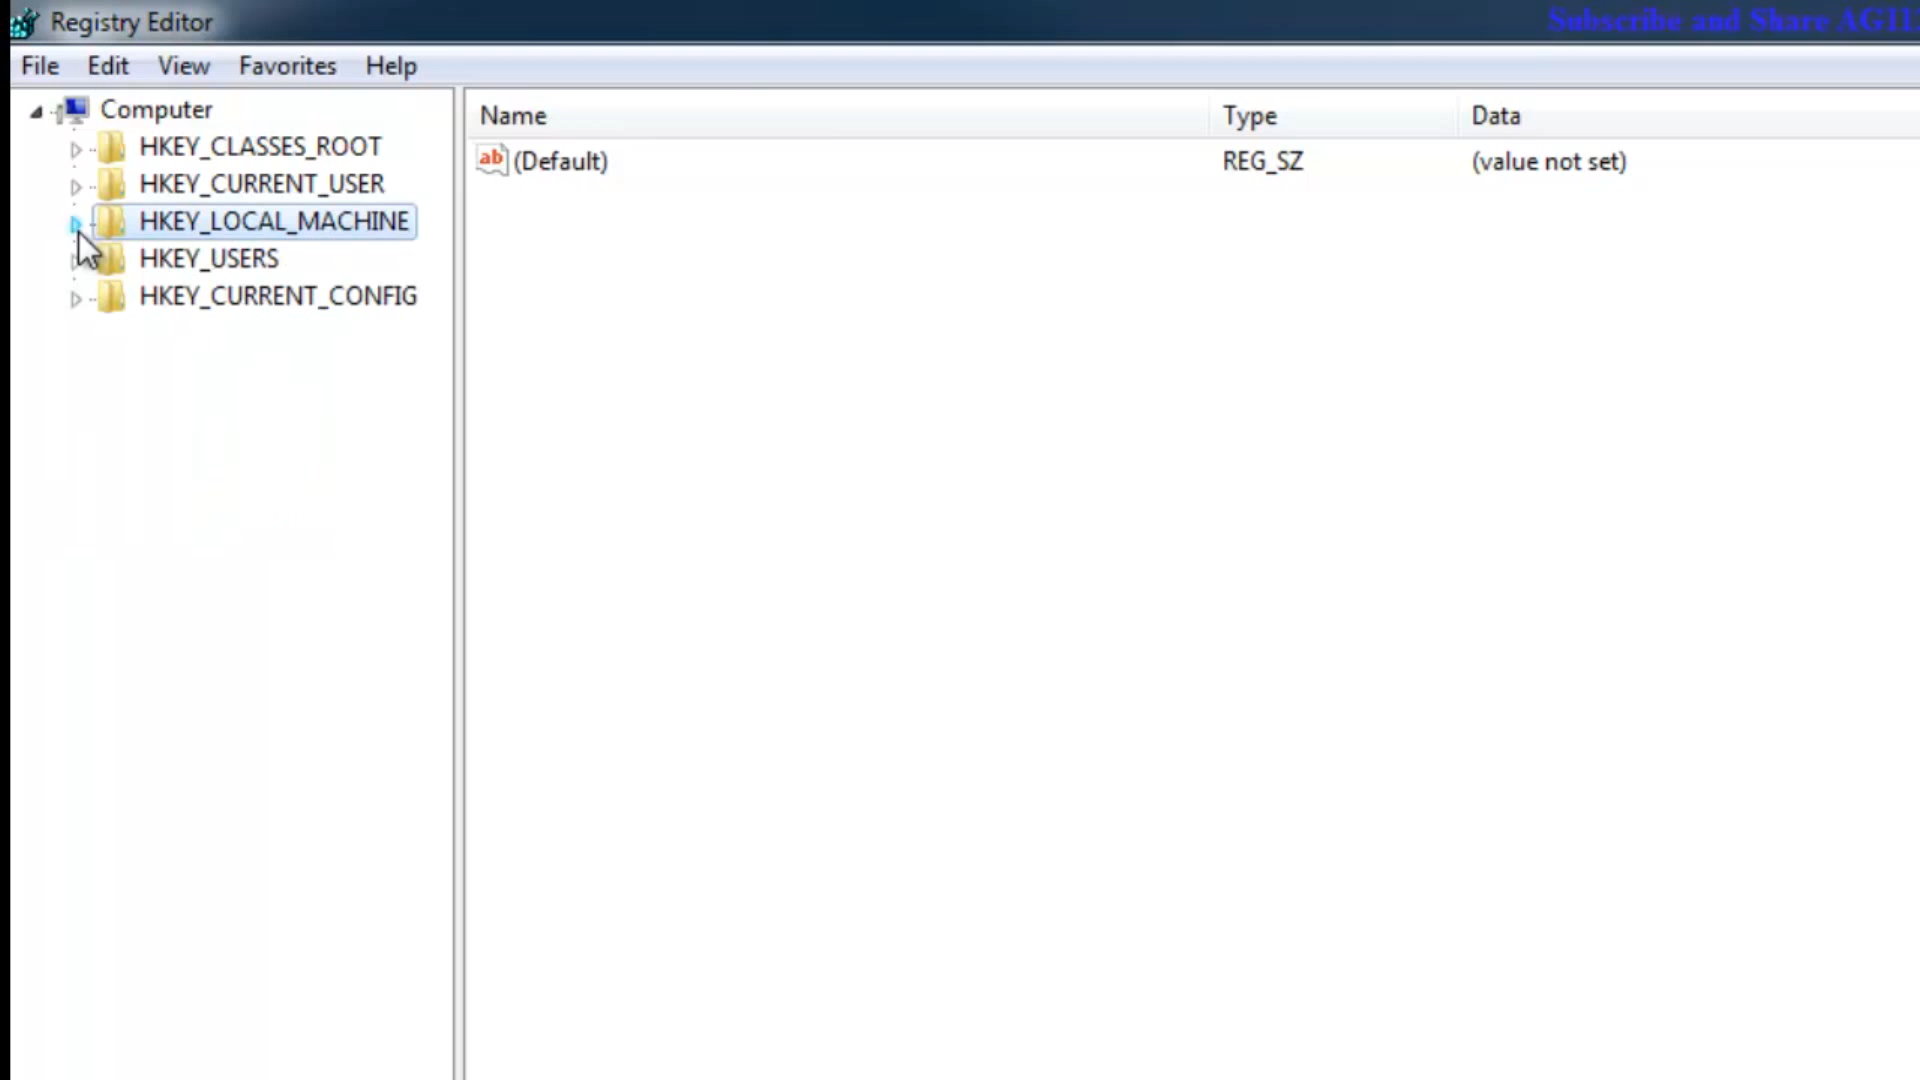 Registry Editor
Subscribe and Share
File Edit View Favorites Help
Computer
HKEY_CLASSES_ROOT
HKEY_CURRENT_USER
HKEY_LOCAL_MACHINE
HKEY_USERS
HKEY_CURRENT_CONFIG
Name Type Data
ab (Default) REG_SZ (value not set)